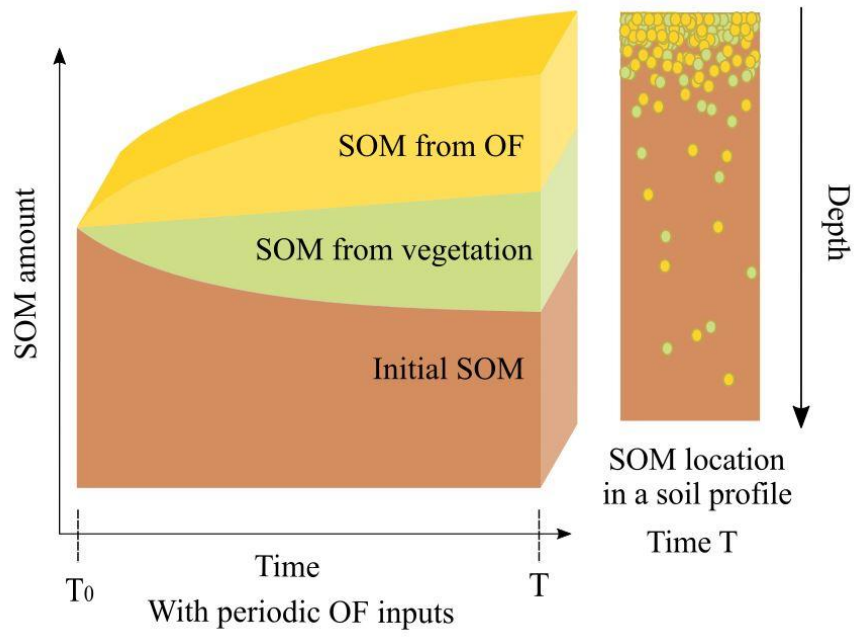 SOM amount
SOM from OF
SOM from vegetation
Initial SOM
T0
Time
T
With periodic OF inputs
Depth
SOM location
in a soil profile
Time T